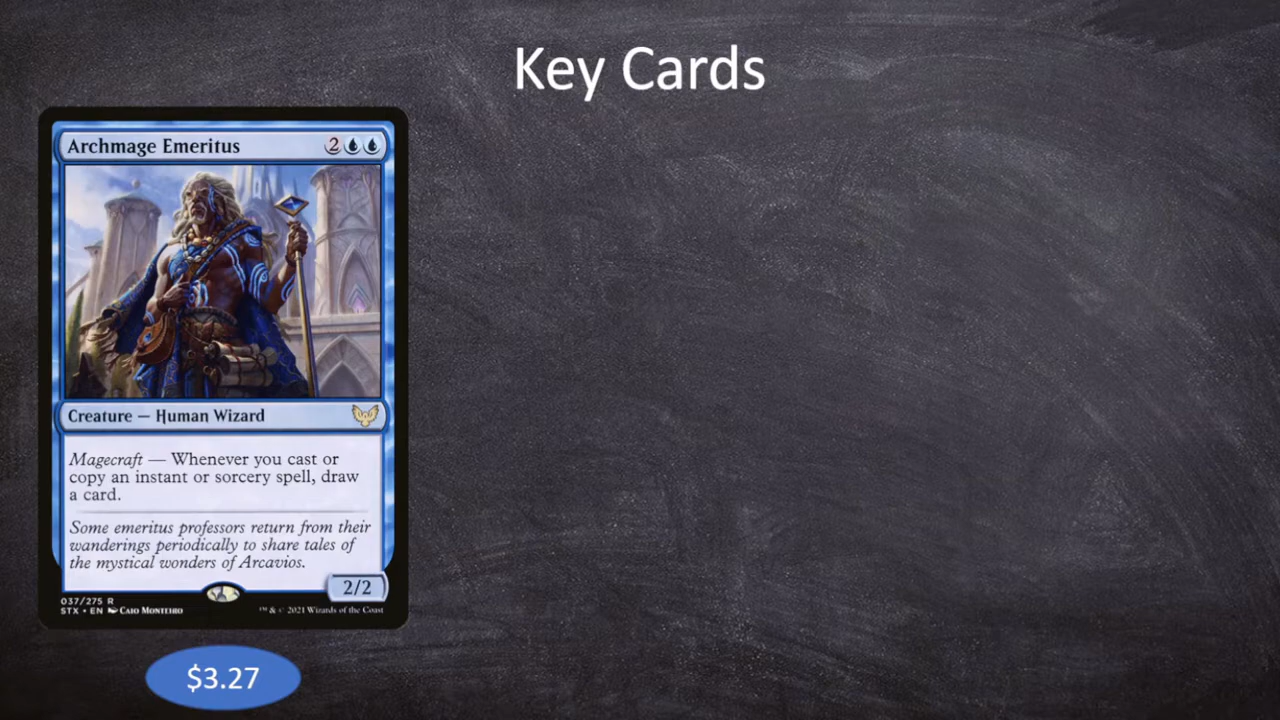 Key Cards
Archmage Emeritus 2
Creature — Human Wizard
Magecraft — Whenever you cast or
copy an instant or sorcery spell, draw
a card.
Some emeritus professors return from their
wanderings periodically to share tales of
the mystical wonders of Arcavios.
2/2
037/275 R
STX • EN Caio Monteiro
™ & © 2021 Wizards of the Coast
$3.27